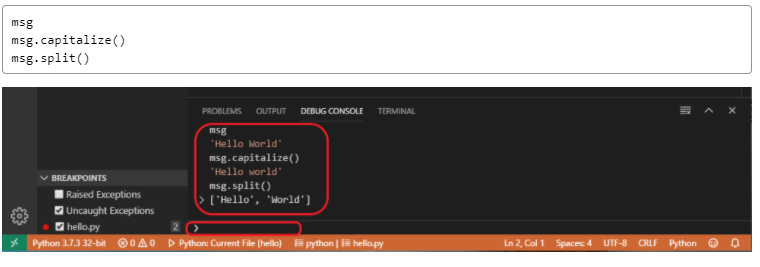 msg
msg.capitalize()
msg.split()
PROBLEMS OUTPUT DEBUG CONSOLE TERMINAL
msg
'Hello World'
msg.capitalize()
'Hello world'
msg.split()
> ['Hello', 'World']
BREAKPOINTS
Raised Exceptions
Uncaught Exceptions
hello.py 2
>
Python 3.7.3 32-bit 0 0 Python: Current File (hello) python | hello.py Ln 2, Col 1 Spaces: 4 UTF-8 CRLF Python